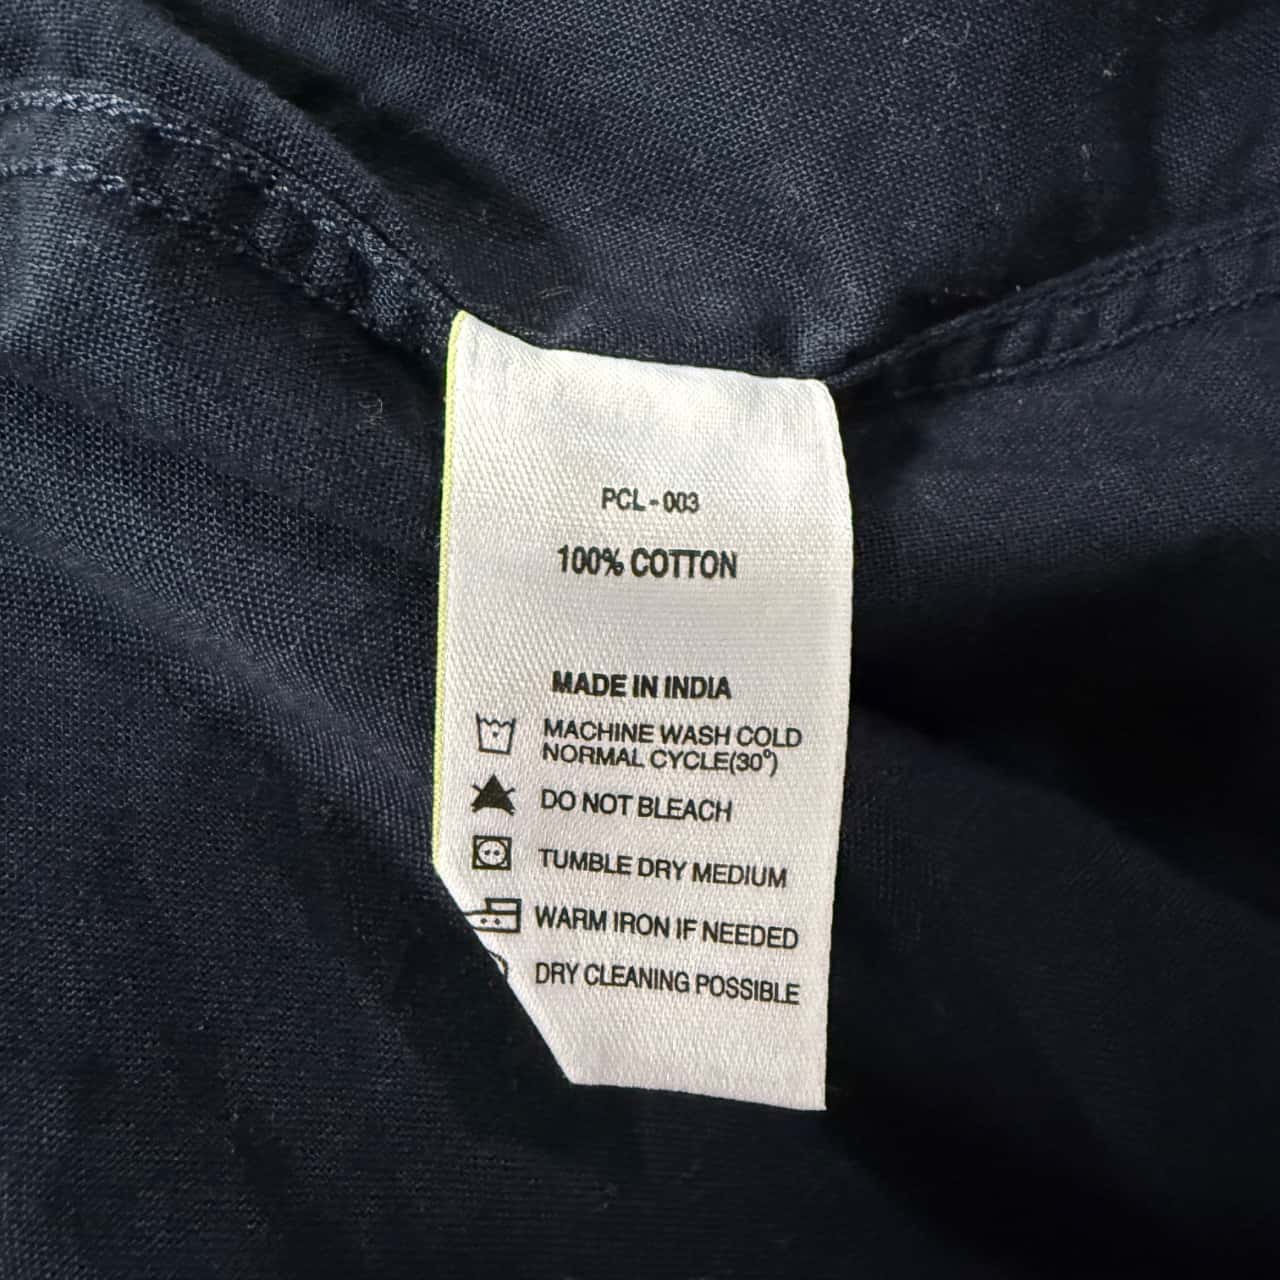 PCL - 003
100% COTTON
MADE IN INDIA
MACHINE WASH COLD
NORMAL CYCLE(30°)
DO NOT BLEACH
TUMBLE DRY MEDIUM
WARM IRON IF NEEDED
DRY CLEANING POSSIBLE